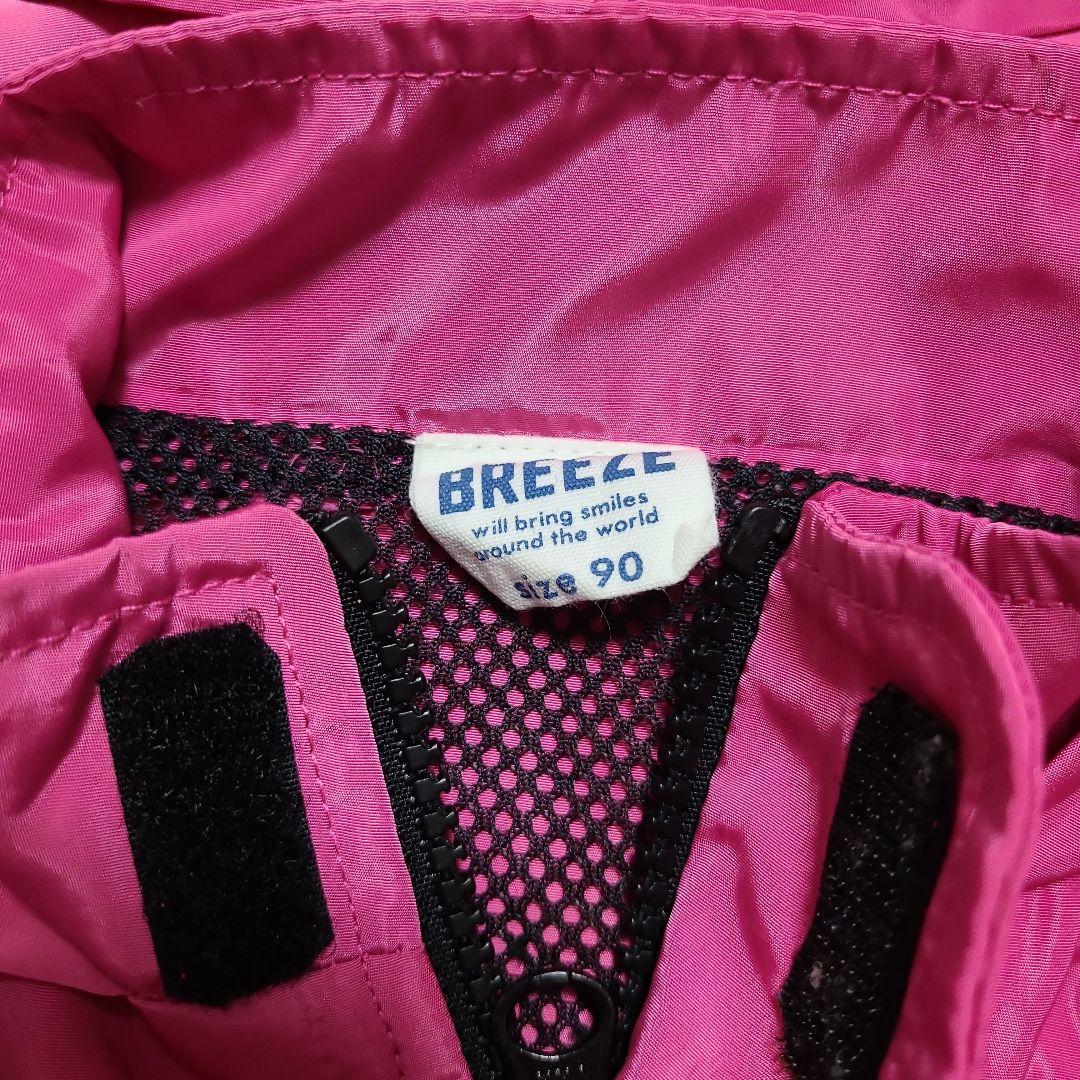 BREEZE
will bring smiles
around the world
size 90